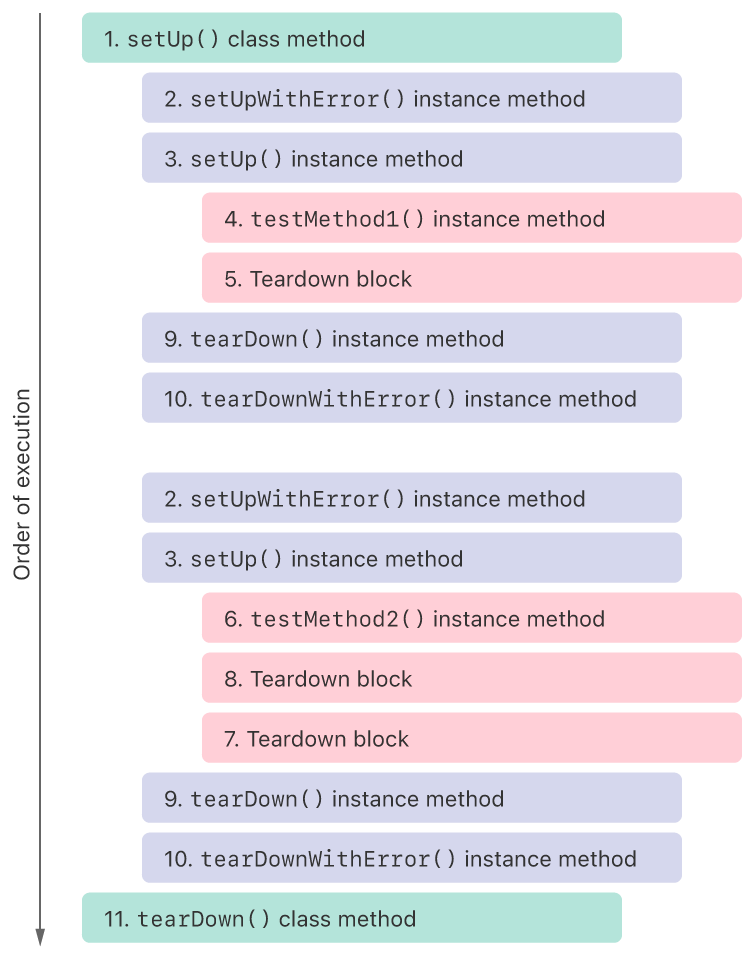 1. setUp() class method
2. setUpWithError() instance method
3. setUp() instance method
4. testMethod1() instance method
5. Teardown block
9. tearDown() instance method
10. tearDownWithError() instance method
Order of execution
2. setUpWithError() instance method
3. setUp() instance method
6. testMethod2() instance method
8. Teardown block
7. Teardown block
9. tearDown() instance method
10. tearDownWithError() instance method
11. tearDown() class method